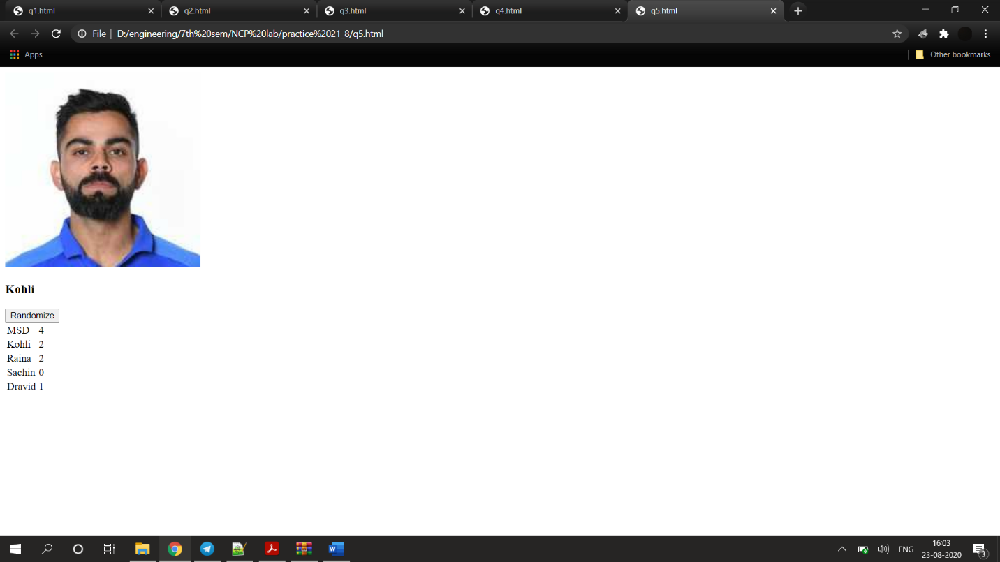 q1.html q2.html q3.html q4.html q5.html
File D:/engineering/7th%20sem/NCP%20lab/practice%2021_8/q5.html
Apps Other bookmarks
Kohli
Randomize
MSD 4
Kohli 2
Raina 2
Sachin 0
Dravid 1
ENG 16:03
23-08-2020 3